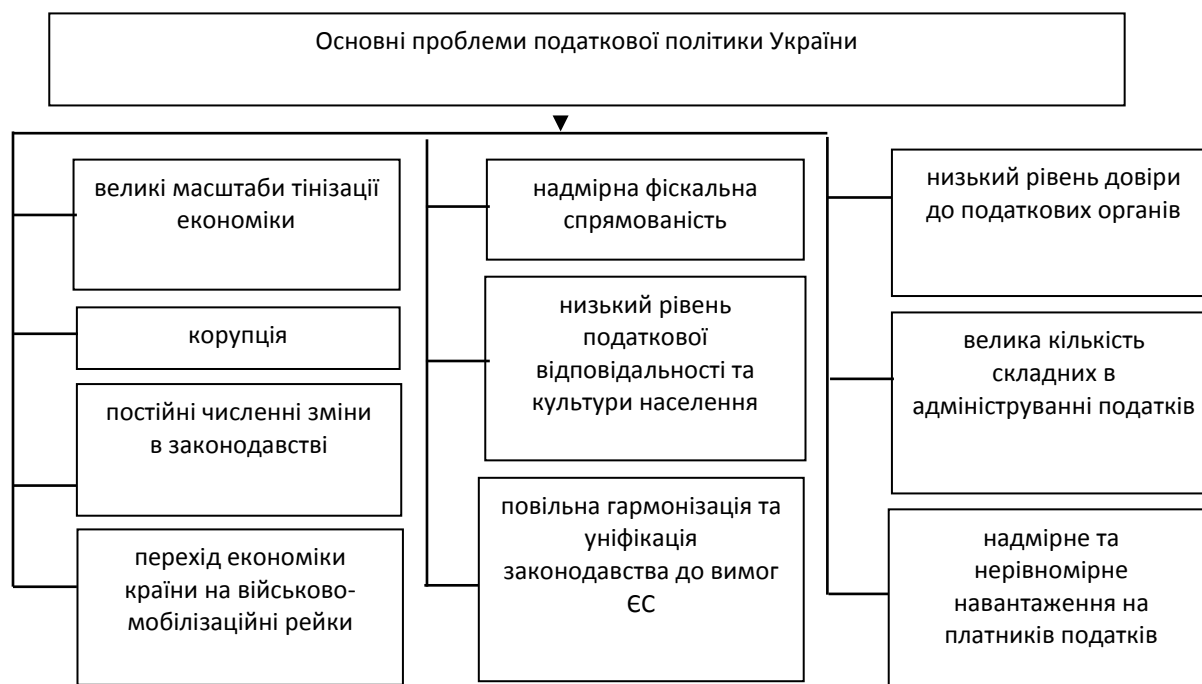 Основні проблеми податкової політики України
великі масштаби тінізації
економіки
корупція
постійні численні зміни
в законодавстві
перехід економіки
країни на військово-
мобілізаційні рейки
надмірна фіскальна
спрямованість
низький рівень
податкової
відповідальності та
культури населення
повільна гармонізація та
уніфікація
законодавства до вимог
ЄС
низький рівень довіри
до податкових органів
велика кількість
складних в
адмініструванні податків
надмірне та
нерівномірне
навантаження на
платників податків